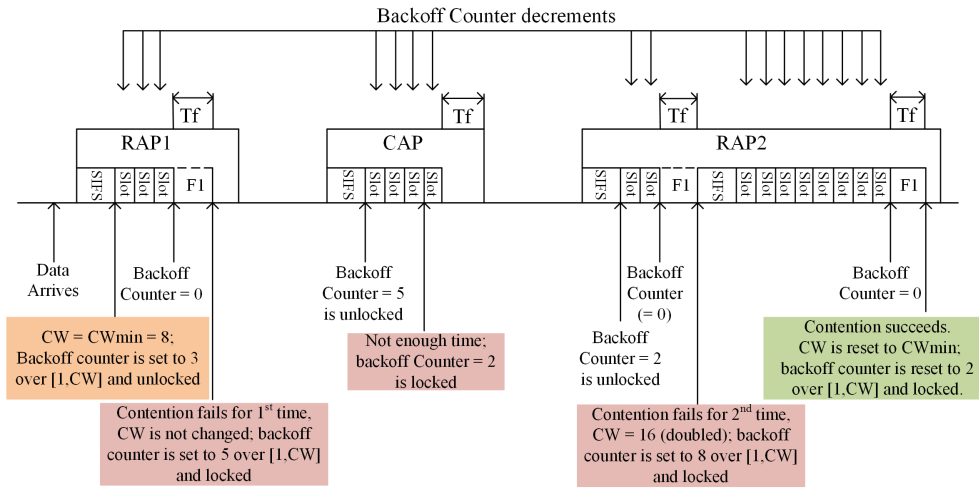 Backoff Counter decrements
Tf
Tf
Tf
Tf
RAP1
CAP
RAP2
SIFS
Slot
Slot
Slot
F1
SIFS
Slot
Slot
Slot
Slot
SIFS
Slot
Slot
F1
SIFS
Slot
Slot
Slot
Slot
Slot
Slot
Slot
Slot
F1
Data
Arrives
Backoff
Counter = 0
Backoff
Counter = 5
is unlocked
Backoff
Counter
(= 0)
Backoff
Counter = 0
CW = CWmin = 8;
Backoff counter is set to 3
over [1,CW] and unlocked
Not enough time;
backoff Counter = 2
is locked
Backoff
Counter = 2
is unlocked
Contention succeeds.
CW is reset to CWmin;
backoff counter is reset to 2
over [1,CW] and locked.
Contention fails for 1st time,
CW is not changed; backoff
counter is set to 5 over [1,CW]
and locked
Contention fails for 2nd time,
CW = 16 (doubled); backoff
counter is set to 8 over [1,CW]
and locked